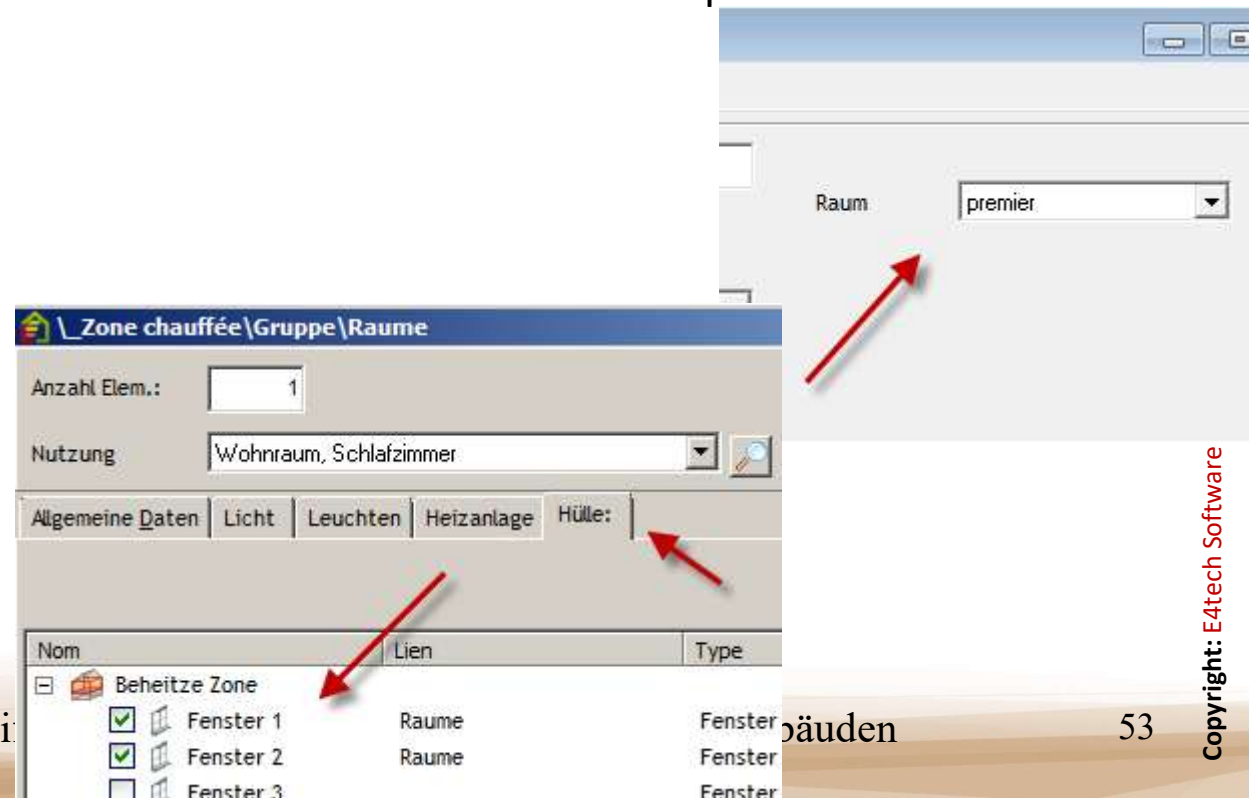 Raum premier
\_Zone chauffée\Gruppe\Raume
Anzahl Elem.: 1
Nutzung Wohnraum, Schlafzimmer
Allgemeine Daten Licht Leuchten Heizanlage Hülle:
Nom Lien Type
Beheitze Zone
Fenster 1 Raume Fenster
Fenster 2 Raume Fenster
Fenster 3 Fenster
bäuden 53
Copyright: E4tech Software